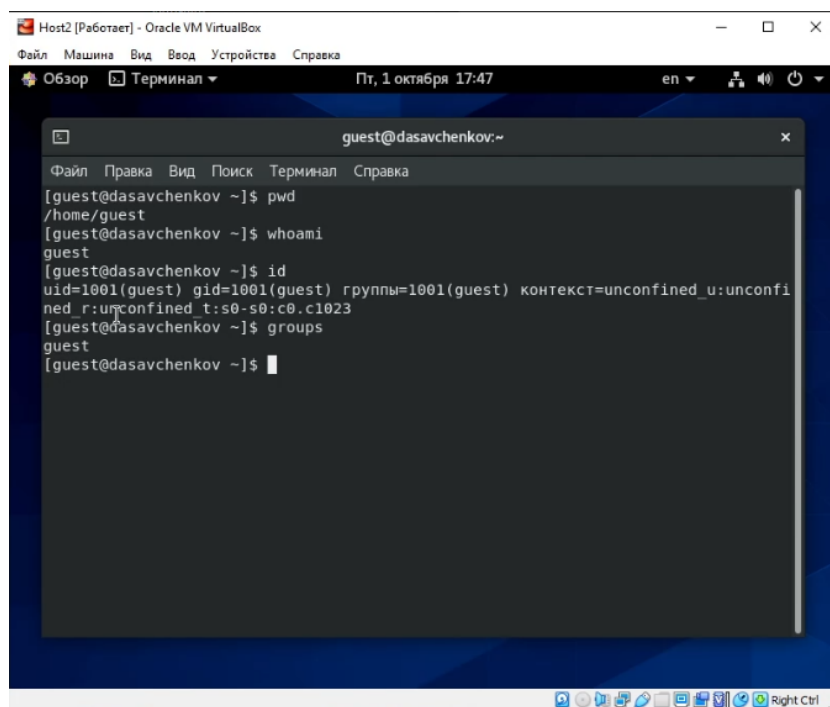 Host2 [Работает] - Oracle VM VirtualBox
Файл Машина Вид Ввод Устройства Справка
Обзор Терминал Пт, 1 октября 17:47 en
guest@dasavchenkov:~
Файл Правка Вид Поиск Терминал Справка
[guest@dasavchenkov ~]$ pwd
/home/guest
[guest@dasavchenkov ~]$ whoami
guest
[guest@dasavchenkov ~]$ id
uid=1001(guest) gid=1001(guest) группы=1001(guest) контекст=unconfined_u:unconfi
ned_r:unconfined_t:s0-s0:c0.c1023
[guest@dasavchenkov ~]$ groups
guest
[guest@dasavchenkov ~]$
Right Ctrl